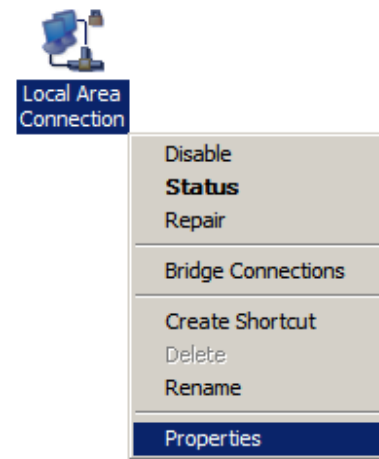 Local Area
Connection
Disable
Status
Repair
Bridge Connections
Create Shortcut
Delete
Rename
Properties